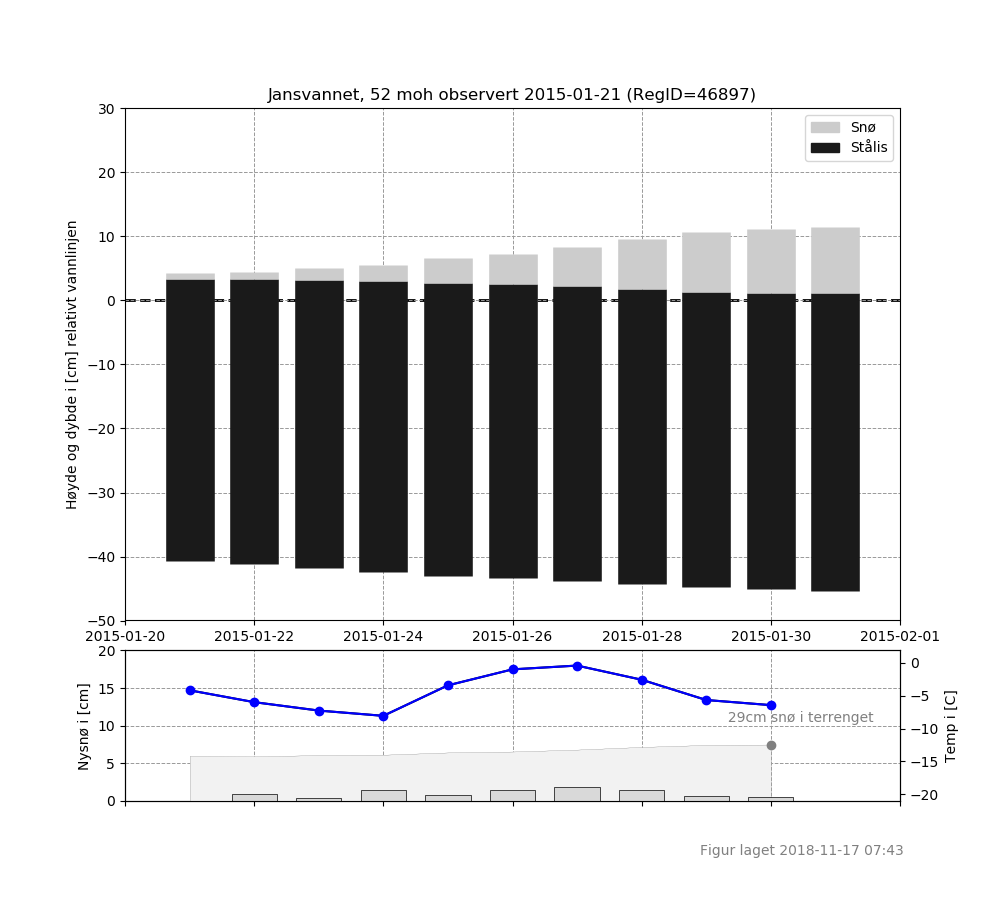 Jansvannet, 52 moh observert 2015-01-21 (RegID=46897)
Høyde og dybde i [cm] relativt vannlinjen
30
20
10
0
−10
−20
−30
−40
−50
Snø
Stålis
2015-01-20 2015-01-22 2015-01-24 2015-01-26 2015-01-28 2015-01-30 2015-02-01
Nysnø i [cm]
20
15
10
5
0
29cm snø i terrenget
0
−5
−10
−15
−20
Temp i [C]
Figur laget 2018-11-17 07:43